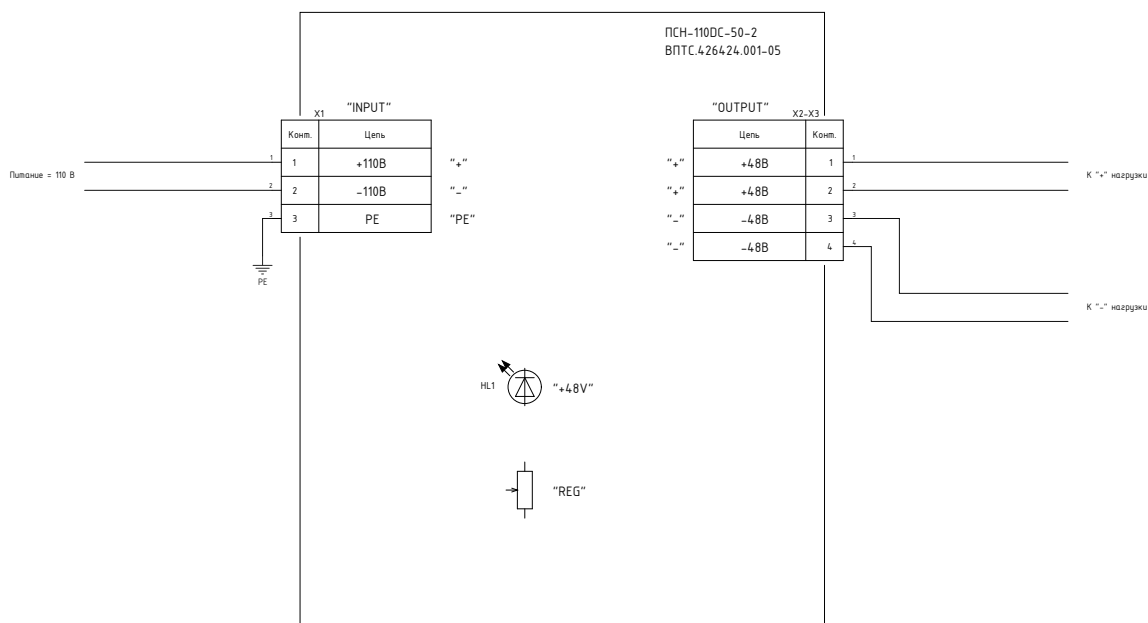 ПСН-110DC-50-2
ВПТС.426424.001-05
X1 "INPUT"
Конт. Цепь
1 1 +110В "+"
2 2 -110В "-"
3 3 PE "PE"
Питание = 110 В
PE
"OUTPUT" X2-X3
Цепь Конт.
"+" +48В 1 1
"+" +48В 2 2
"-" -48В 3 3
"-" -48В 4 4
К "+" нагрузки
К "-" нагрузки
HL1 "+48V"
"REG"